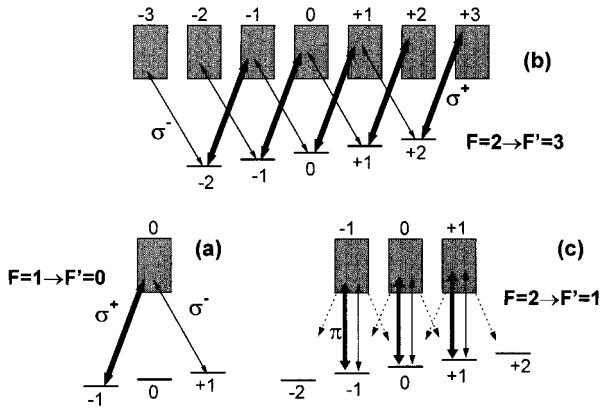 -3 -2 -1 0 +1 +2 +3
(b)
σ⁻
σ⁺
F=2→F'=3
-2 -1 0 +1 +2
0
(a)
F=1→F'=0
σ⁺
σ⁻
-1 0 +1
-1 0 +1
(c)
F=2→F'=1
π
-2 -1 0 +1 +2